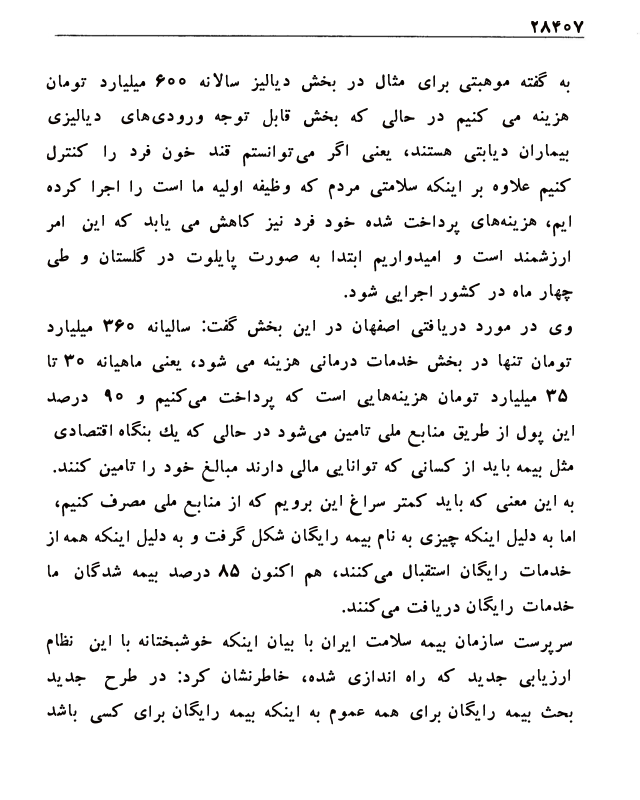 ۲۸۴۰۷
به گفته موهبتی برای مثال در بخش دیالیز سالانه ۶۰۰ میلیارد تومان
هزینه می کنیم در حالی که بخش قابل توجه ورودی‌های دیالیزی
بیماران دیابتی هستند، یعنی اگر می‌توانستم قند خون فرد را کنترل
کنیم علاوه بر اینکه سلامتی مردم که وظیفه اولیه ما است را اجرا کرده
ایم، هزینه‌های پرداخت شده خود فرد نیز کاهش می یابد که این امر
ارزشمند است و امیدواریم ابتدا به صورت پایلوت در گلستان و طی
چهار ماه در کشور اجرایی شود.
وی در مورد دریافتی اصفهان در این بخش گفت: سالیانه ۳۶۰ میلیارد
تومان تنها در بخش خدمات درمانی هزینه می شود، یعنی ماهیانه ۳۰ تا
۳۵ میلیارد تومان هزینه‌هایی است که پرداخت می‌کنیم و ۹۰ درصد
این پول از طریق منابع ملی تامین می‌شود در حالی که یك بنگاه اقتصادی
مثل بیمه باید از کسانی که توانایی مالی دارند مبالغ خود را تامین کنند.
به این معنی که باید کمتر سراغ این برویم که از منابع ملی مصرف کنیم،
اما به دلیل اینکه چیزی به نام بیمه رایگان شکل گرفت و به دلیل اینکه همه از
خدمات رایگان استقبال می‌کنند، هم اکنون ۸۵ درصد بیمه شدگان ما
خدمات رایگان دریافت می‌کنند.
سرپرست سازمان بیمه سلامت ایران با بیان اینکه خوشبختانه با این نظام
ارزیابی جدید که راه اندازی شده، خاطرنشان کرد: در طرح جدید
بحث بیمه رایگان برای همه عموم به اینکه بیمه رایگان برای کسی باشد